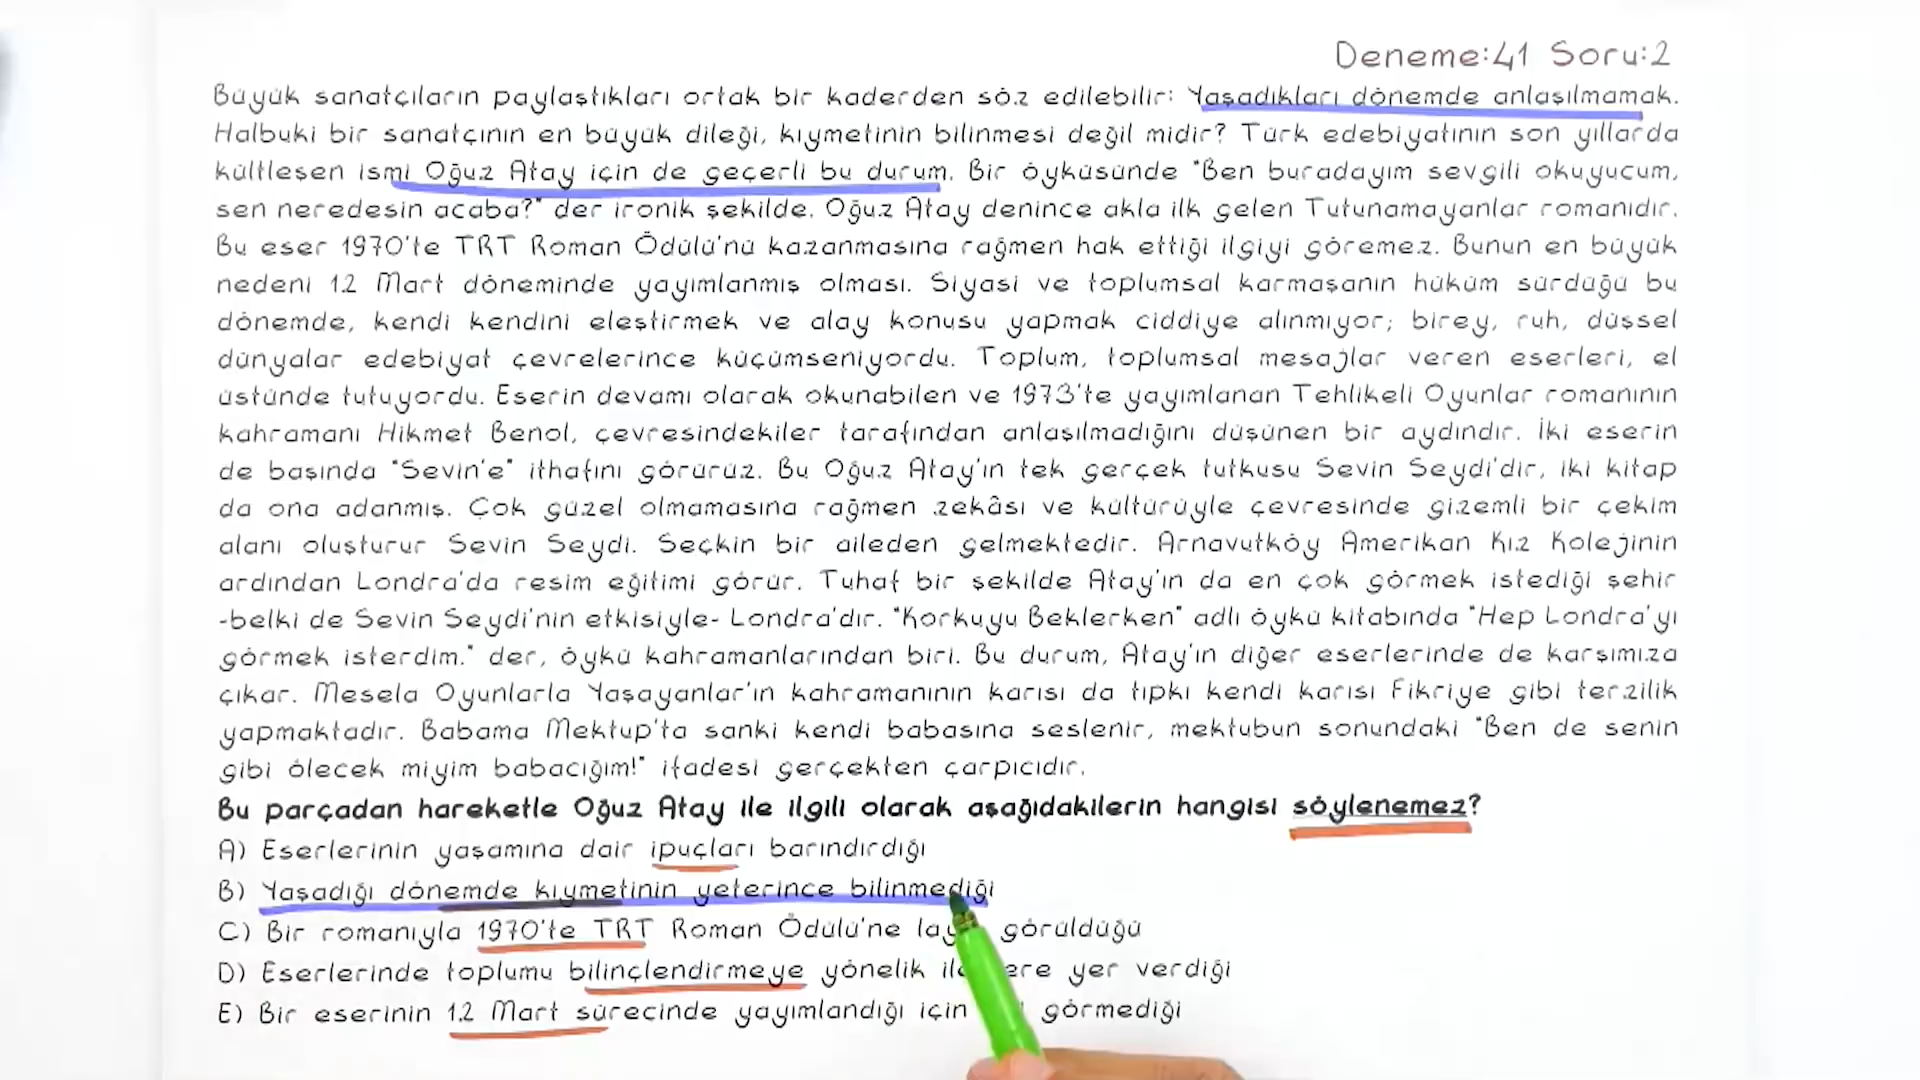 Deneme:41 Soru:2
Büyük sanatçıların paylaştıkları ortak bir kaderden söz edilebilir: Yaşadıkları dönemde anlaşılmamak.
Halbuki bir sanatçının en büyük dileği, kıymetinin bilinmesi değil midir? Türk edebiyatının son yıllarda
kültleşen ismi Oğuz Atay için de geçerli bu durum. Bir öyküsünde "Ben buradayım sevgili okuyucum,
sen neredesin acaba?" der ironik şekilde. Oğuz Atay denince akla ilk gelen Tutunamayanlar romanıdır.
Bu eser 1970'te TRT Roman Ödülü'nü kazanmasına rağmen hak ettiği ilgiyi göremez. Bunun en büyük
nedeni 12 Mart döneminde yayımlanmış olması. Siyasi ve toplumsal karmaşanın hüküm sürdüğü bu
dönemde, kendi kendini eleştirmek ve alay konusu yapmak ciddiye alınmıyor; birey, ruh, düşsel
dünyalar edebiyat çevrelerince küçümseniyordu. Toplum, toplumsal mesajlar veren eserleri, el
üstünde tutuyordu. Eserin devamı olarak okunabilen ve 1973'te yayımlanan Tehlikeli Oyunlar romanının
kahramanı Hikmet Benol, çevresindekiler tarafından anlaşılmadığını düşünen bir aydındır. İki eserin
de başında "Sevin'e" ithafını görürüz. Bu Oğuz Atay'ın tek gerçek tutkusu Sevin Seydi'dir, iki kitap
da ona adanmış. Çok güzel olmamasına rağmen zekâsı ve kültürüyle çevresinde gizemli bir çekim
alanı oluşturur Sevin Seydi. Seçkin bir aileden gelmektedir. Arnavutköy Amerikan Kız Kolejinin
ardından Londra'da resim eğitimi görür. Tuhaf bir şekilde Atay'ın da en çok görmek istediği şehir
-belki de Sevin Seydi'nin etkisiyle- Londra'dır. "Korkuyu Beklerken" adlı öykü kitabında "Hep Londra'yı
görmek isterdim." der, öykü kahramanlarından biri. Bu durum, Atay'ın diğer eserlerinde de karşımıza
çıkar. Mesela Oyunlarla Yaşayanlar'ın kahramanının karısı da tıpkı kendi karısı Fikriye gibi terzilik
yapmaktadır. Babama Mektup'ta sanki kendi babasına seslenir, mektubun sonundaki "Ben de senin
gibi ölecek miyim babacığım!" ifadesi gerçekten çarpıcıdır.
Bu parçadan hareketle Oğuz Atay ile ilgili olarak aşağıdakilerin hangisi söylenemez?
A) Eserlerinin yaşamına dair ipuçları barındırdığı
B) Yaşadığı dönemde kıymetinin yeterince bilinmediği
C) Bir romanıyla 1970'te TRT Roman Ödülü'ne görüldüğü
D) Eserlerinde toplumu bilinçlendirmeye yönelik yer verdiği
E) Bir eserinin 12 Mart sürecinde yayımlandığı için görmediği